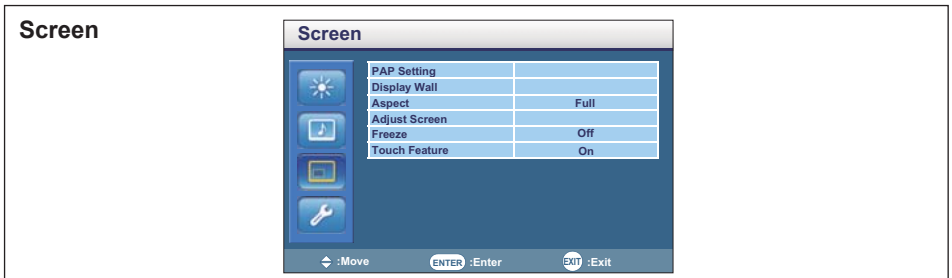 Screen
Screen
PAP Setting
Display Wall
Aspect Full
Adjust Screen
Freeze Off
Touch Feature On
:Move ENTER :Enter EXIT :Exit